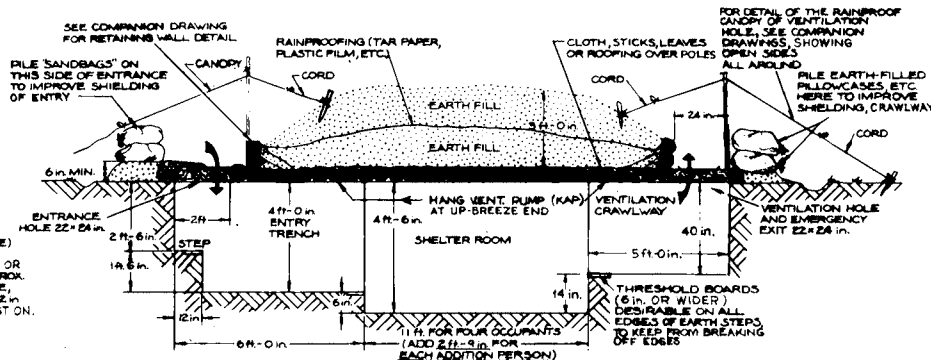 SEE COMPANION DRAWING
FOR RETAINING WALL DETAIL
PILE "SANDBAGS" ON
THIS SIDE OF ENTRANCE
TO IMPROVE SHIELDING
OF ENTRY
CANOPY
RAINPROOFING (TAR PAPER,
PLASTIC FILM, ETC.)
CORD
CLOTH, STICKS, LEAVES
OR ROOFING OVER POLES
CORD
FOR DETAIL OF THE RAINPROOF
CANOPY OF VENTILATION
HOLE, SEE COMPANION
DRAWINGS, SHOWING
OPEN SIDES
ALL AROUND
PILE EARTH-FILLED
PILLOWCASES, ETC
HERE TO IMPROVE
SHIELDING, CRAWLWAY
CORD
EARTH FILL
EARTH FILL
3 ft-0 in
24 in.
6 in. MIN.
ENTRANCE
HOLE 22×24 in.
2 ft
2 ft-6 in.
STEP
1 ft 6 in.
12 in.
4 ft-0 in
ENTRY
TRENCH
6 ft-0 in.
HANG VENT. PUMP (KAP)
AT UP-BREEZE END
4 ft-6 in.
6 in.
SHELTER ROOM
VENTILATION
CRAWLWAY
14 in.
11 ft. FOR FOUR OCCUPANTS
(ADD 2 ft-9 in FOR
EACH ADDITION PERSON)
40 in.
VENTILATION HOLE
AND EMERGENCY
EXIT 22×24 in.
5 ft-0 in.
THRESHOLD BOARDS
(6 in. OR WIDER)
DESIRABLE ON ALL
EDGES OF EARTH STEPS
TO KEEP FROM BREAKING
OFF EDGES
OR